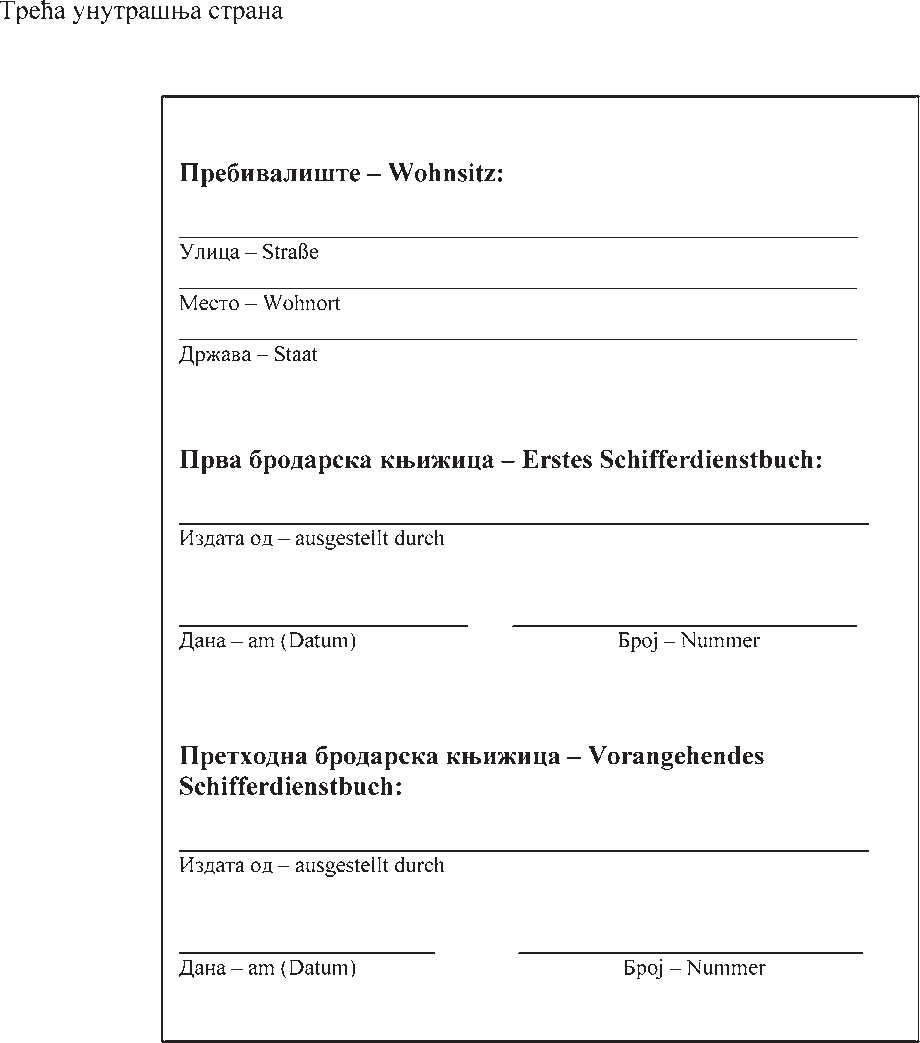 Трећа унутрашња страна
Пребивалиште – Wohnsitz:
Улица – Straße
Место – Wohnort
Држава – Staat
Прва бродарска књижица – Erstes Schifferdienstbuch:
Издата од – ausgestellt durch
Дана – am (Datum) Број – Nummer
Претходна бродарска књижица – Vorangehendes
Schifferdienstbuch:
Издата од – ausgestellt durch
Дана – am (Datum) Број – Nummer